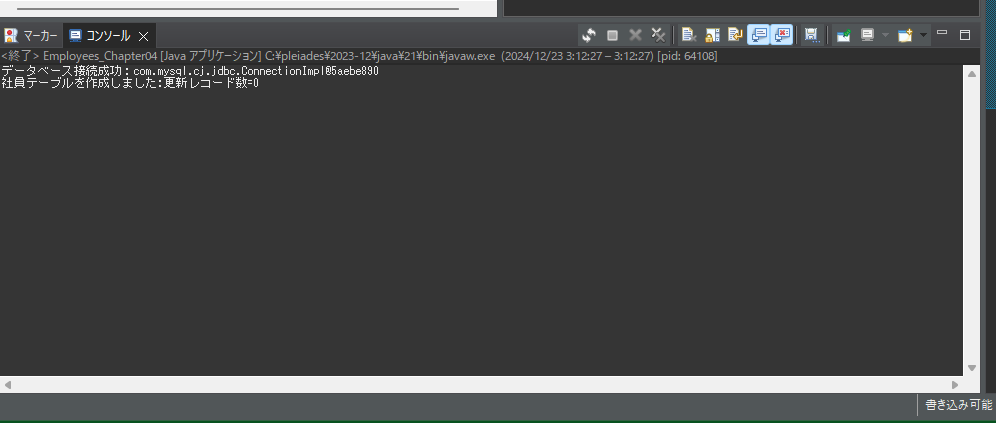 マーカー コンソール
<終了> Employees_Chapter04 [Java アプリケーション] C:¥pleiades¥2023-12¥java¥21¥bin¥javaw.exe (2024/12/23 3:12:27 – 3:12:27) [pid: 64108]
データベース接続成功：com.mysql.cj.jdbc.ConnectionImpl@5aebe890
社員テーブルを作成しました:更新レコード数=0
書き込み可能